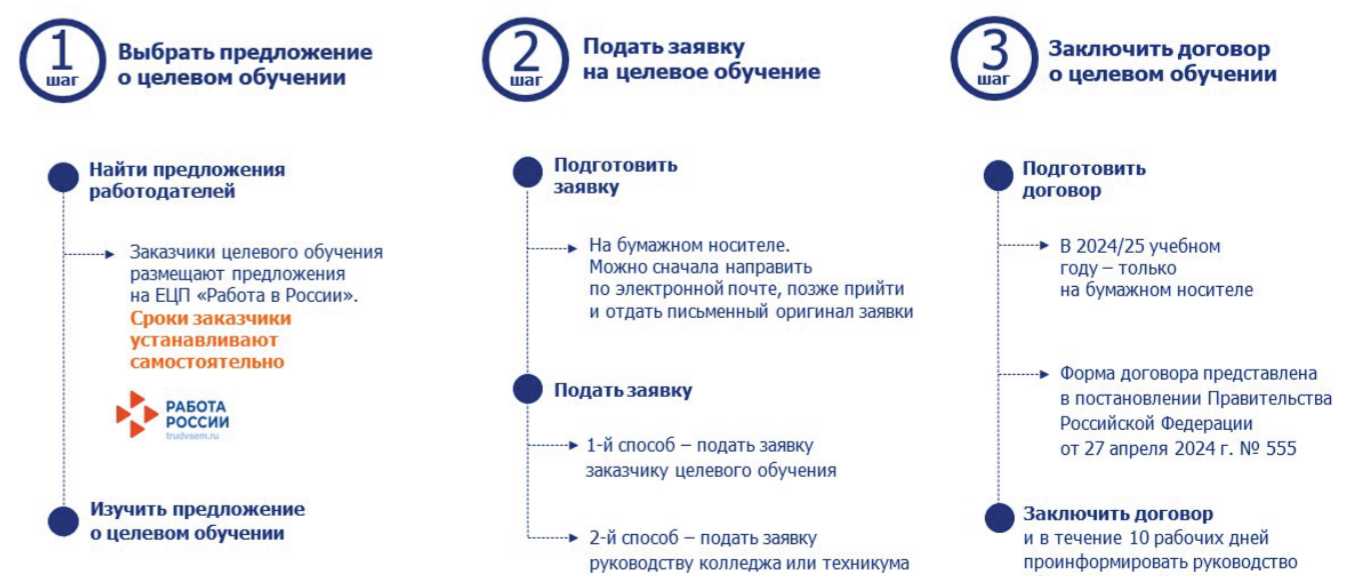 1
шаг
Выбрать предложение
о целевом обучении
Найти предложения
работодателей
Заказчики целевого обучения
размещают предложения
на ЕЦП «Работа в России».
Сроки заказчики
устанавливают
самостоятельно
РАБОТА
РОССИИ
trudvsem.ru
Изучить предложение
о целевом обучении
2
шаг
Подать заявку
на целевое обучение
Подготовить
заявку
На бумажном носителе.
Можно сначала направить
по электронной почте, позже прийти
и отдать письменный оригинал заявки
Подать заявку
1-й способ – подать заявку
заказчику целевого обучения
2-й способ – подать заявку
руководству колледжа или техникума
3
шаг
Заключить договор
о целевом обучении
Подготовить
договор
В 2024/25 учебном
году – только
на бумажном носителе
Форма договора представлена
в постановлении Правительства
Российской Федерации
от 27 апреля 2024 г. № 555
Заключить договор
и в течение 10 рабочих дней
проинформировать руководство